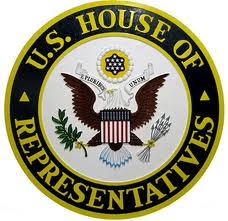 U.S. HOUSE OF
REPRESENTATIVES
E PLURIBUS UNUM